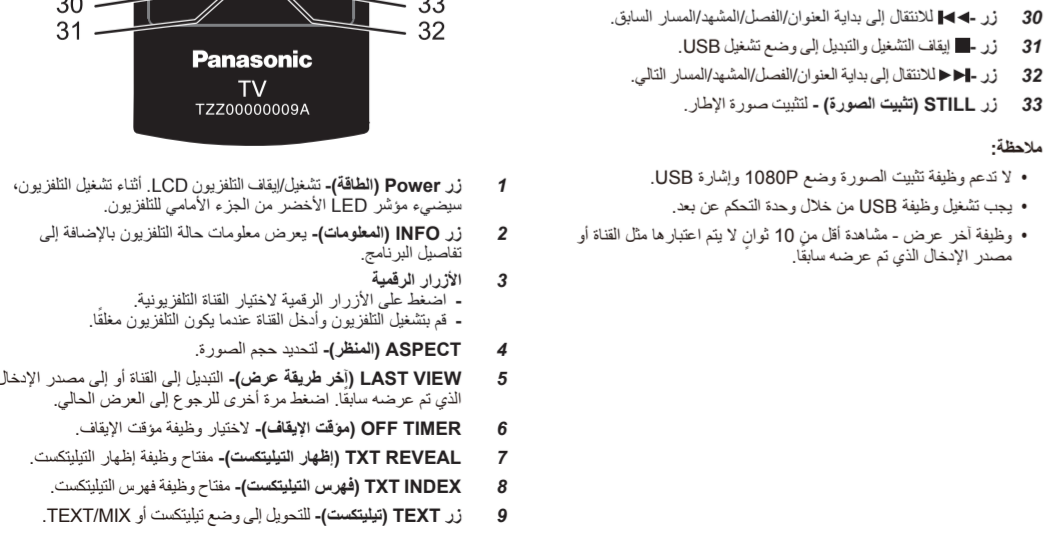 30
31
33
32
Panasonic
TV
TZZ00000009A
1 زر Power (الطاقة)- تشغيل/إيقاف التلفزيون LCD. أثناء تشغيل التلفزيون،
سيضيء مؤشر LED الأخضر من الجزء الأمامي للتلفزيون.
2 زر INFO (المعلومات)- يعرض معلومات حالة التلفزيون بالإضافة إلى
تفاصيل البرنامج.
3 الأزرار الرقمية
- اضغط على الأزرار الرقمية لاختيار القناة التلفزيونية.
- قم بتشغيل التلفزيون وأدخل القناة عندما يكون التلفزيون مغلقًا.
4 ASPECT (المنظر)- لتحديد حجم الصورة.
5 LAST VIEW (آخر طريقة عرض)- التبديل إلى القناة أو إلى مصدر الإدخال
الذي تم عرضه سابقًا. اضغط مرة أخرى للرجوع إلى العرض الحالي.
6 OFF TIMER (مؤقت الإيقاف)- لاختيار وظيفة مؤقت الإيقاف.
7 TXT REVEAL (إظهار التيليتكست)- مفتاح وظيفة إظهار التيليتكست.
8 TXT INDEX (فهرس التيليتكست)- مفتاح وظيفة فهرس التيليتكست.
9 زر TEXT (تيليتكست)- للتحويل إلى وضع تيليتكست أو TEXT/MIX.
30 زر ⏮- للانتقال إلى بداية العنوان/الفصل/المشهد/المسار السابق.
31 زر ■- إيقاف التشغيل والتبديل إلى وضع تشغيل USB.
32 زر ⏭- للانتقال إلى بداية العنوان/الفصل/المشهد/المسار التالي.
33 زر STILL (تثبيت الصورة) - لتثبيت صورة الإطار.
ملاحظة:
• لا تدعم وظيفة تثبيت الصورة وضع 1080P وإشارة USB.
• يجب تشغيل وظيفة USB من خلال وحدة التحكم عن بعد.
• وظيفة آخر عرض - مشاهدة أقل من 10 ثوانٍ لا يتم اعتبارها مثل القناة أو
مصدر الإدخال الذي تم عرضه سابقًا.